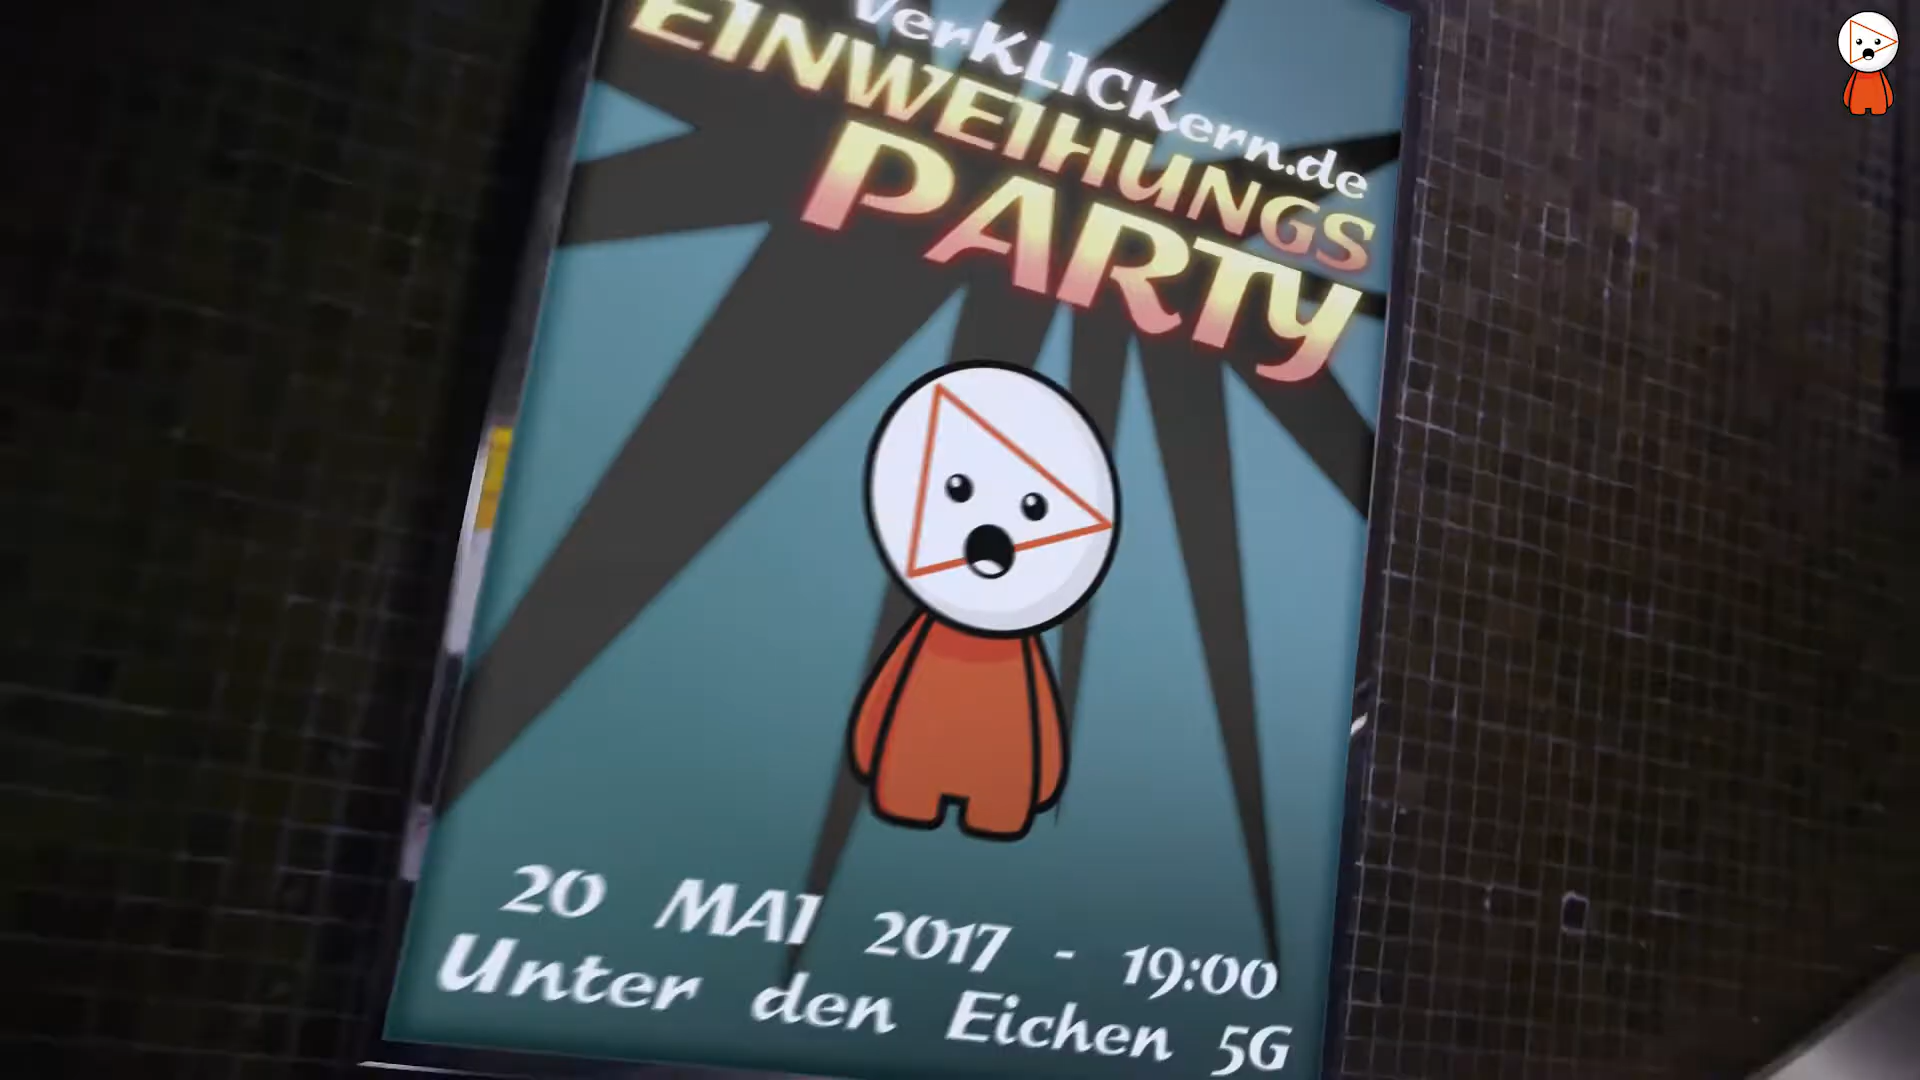 VerKLICKern.de
EINWEIHUNGS
PARTY
20 MAI 2017 - 19:00
Unter den Eichen 5G